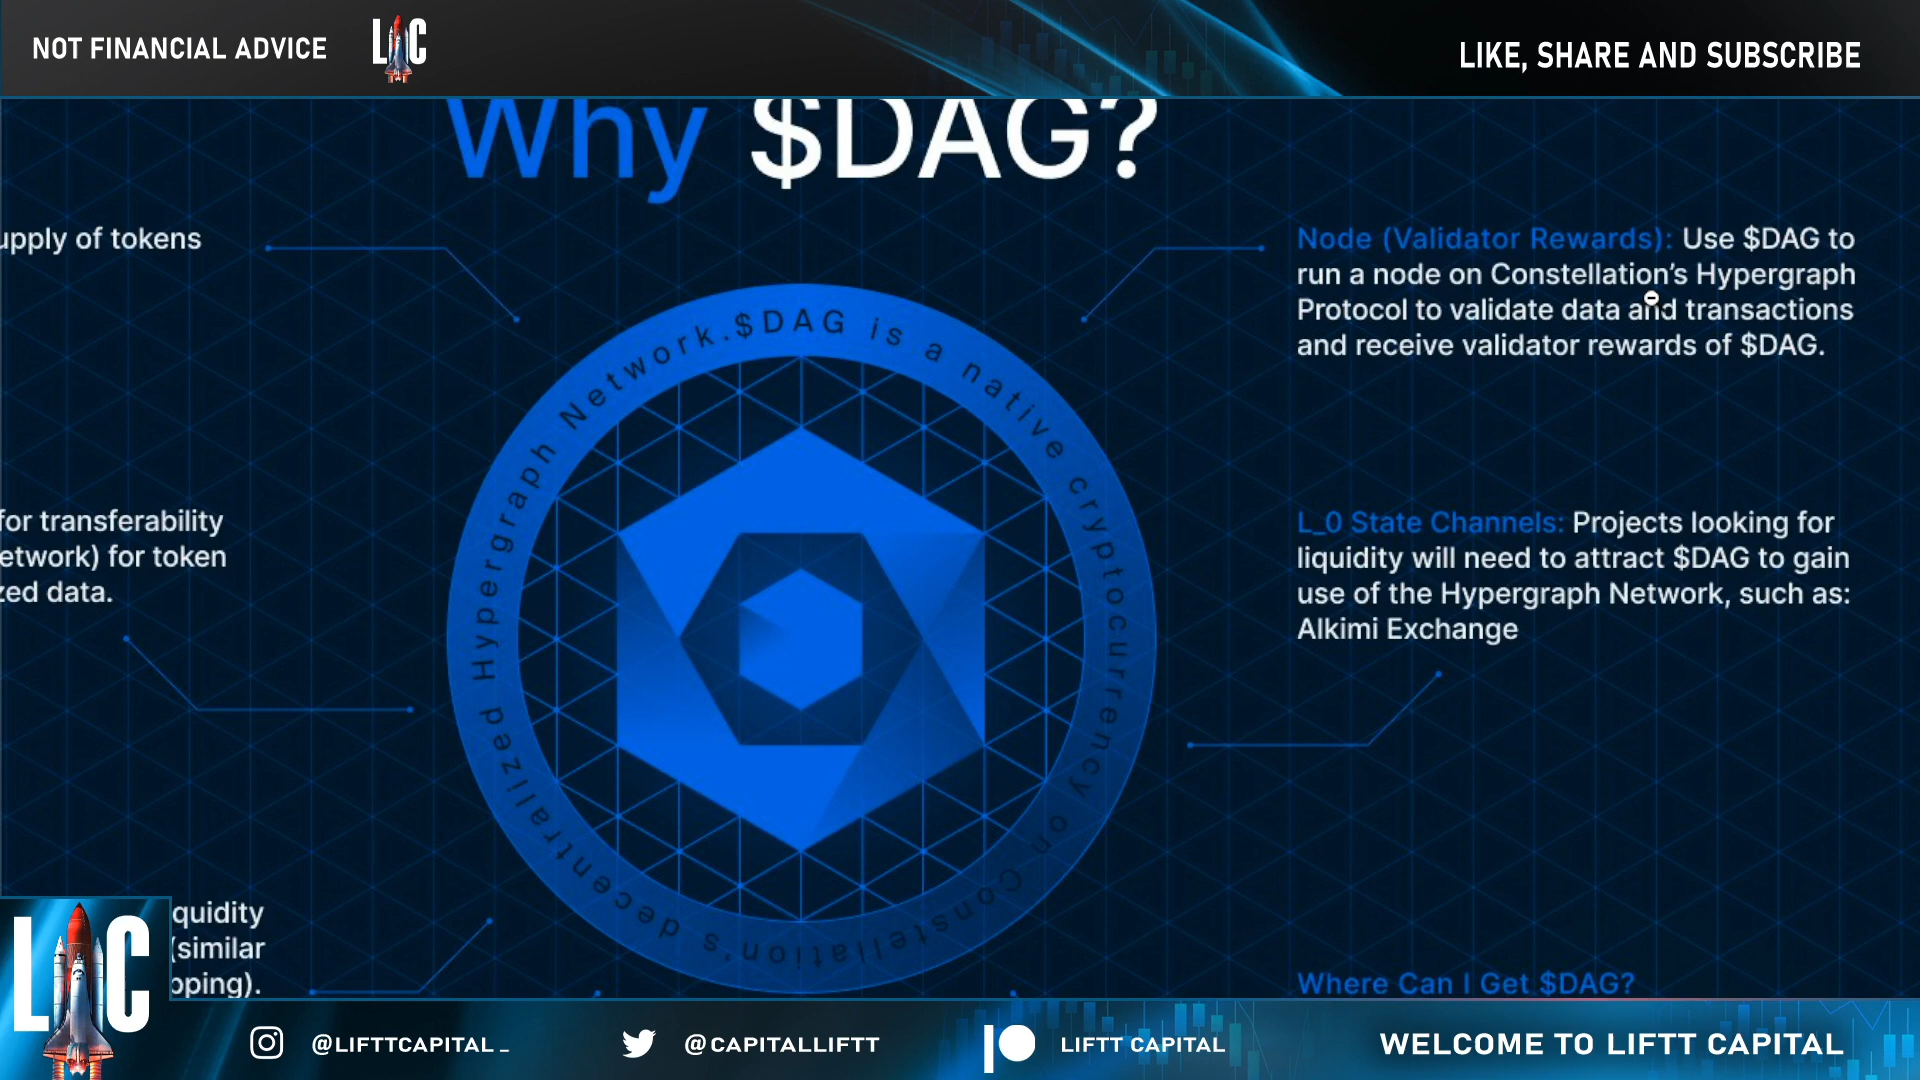 NOT FINANCIAL ADVICE
LC
LIKE, SHARE AND SUBSCRIBE
Why $DAG?
upply of tokens
for transferability
etwork) for token
zed data.
quidity
(similar
pping).
$DAG is a native cryptocurrency on Constellation's decentralized Hypergraph Network.
Node (Validator Rewards): Use $DAG to
run a node on Constellation's Hypergraph
Protocol to validate data and transactions
and receive validator rewards of $DAG.
L_0 State Channels: Projects looking for
liquidity will need to attract $DAG to gain
use of the Hypergraph Network, such as:
Alkimi Exchange
Where Can I Get $DAG?
LC
@LIFTTCAPITAL_
@CAPITALLIFTT
LIFTT CAPITAL
WELCOME TO LIFTT CAPITAL